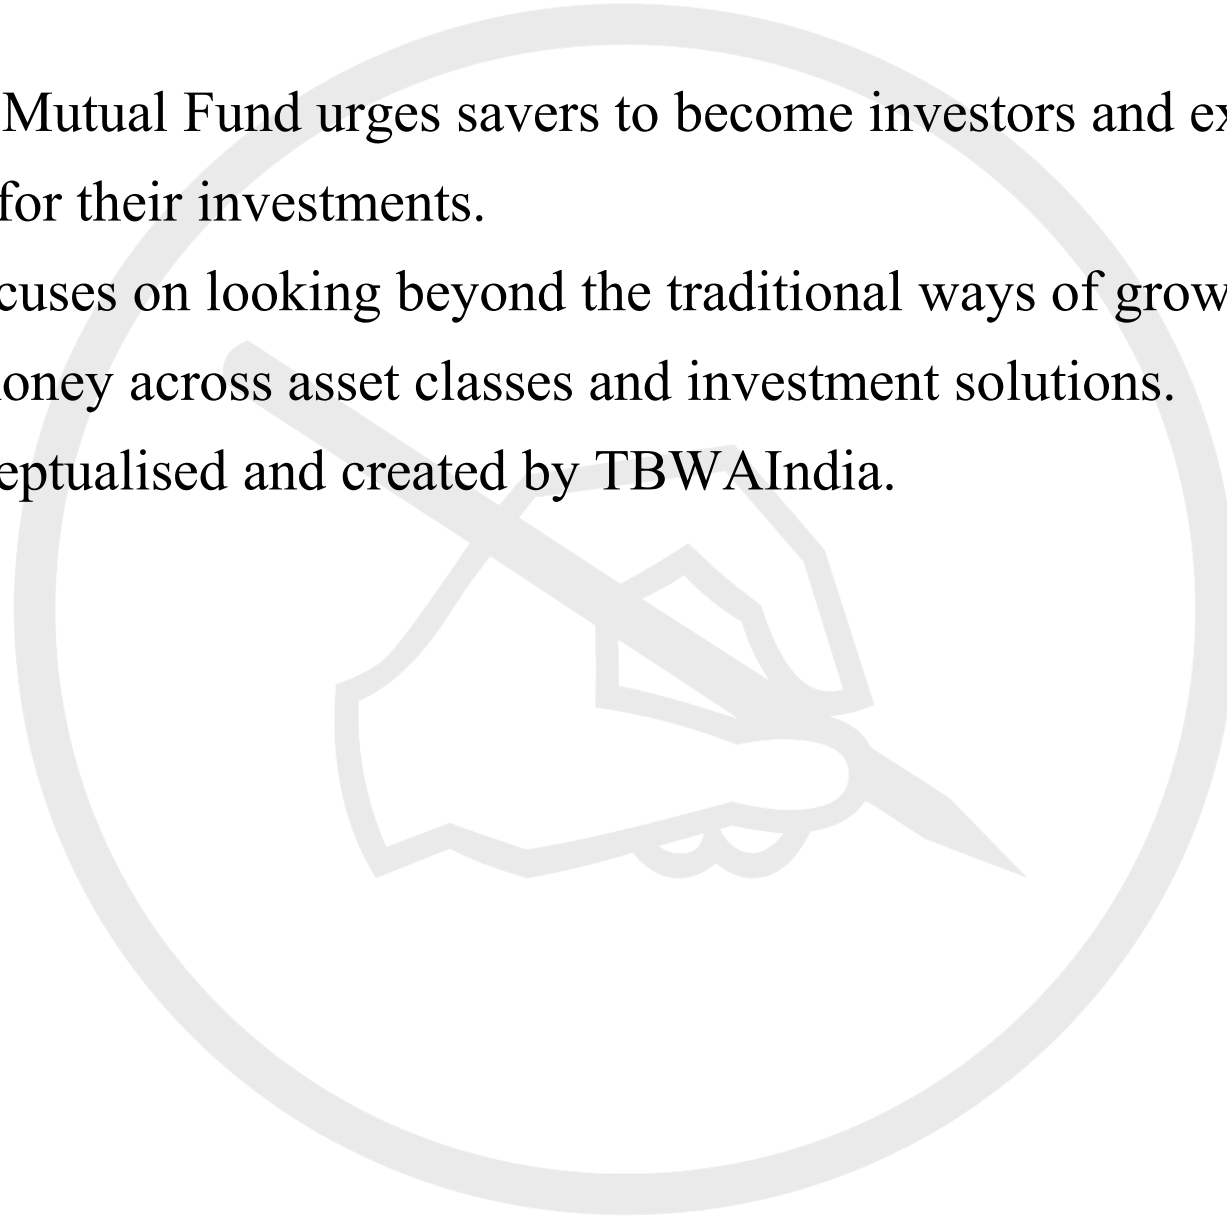 Mutual Fund urges savers to become investors and ex
for their investments.
cuses on looking beyond the traditional ways of grow
oney across asset classes and investment solutions.
eptualised and created by TBWAIndia.